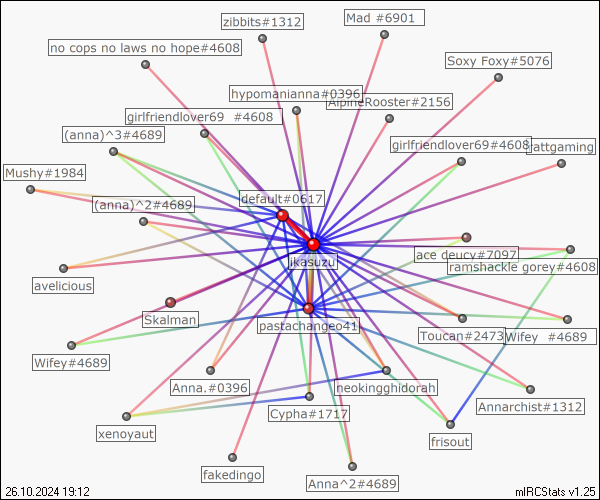 zibbits#1312
Mad #6901
no cops no laws no hope#4608
Soxy Foxy#5076
hypomanianna#0396
AlpineRooster#2156
girlfriendlover69 #4608
(anna)^3#4689
girlfriendlover69#4608
attgaming
Mushy#1984
default#0617
(anna)^2#4689
ikasuzu
ace deucy#7097
ramshackle gorey#4608
avelicious
Skalman
pastachangeo41
Toucan#2473
Wifey #4689
Wifey#4689
Anna.#0396
neokingghidorah
Cypha#1717
Annarchist#1312
xenoyaut
frisout
fakedingo
Anna^2#4689
26.10.2024 19:12
mIRCStats v1.25